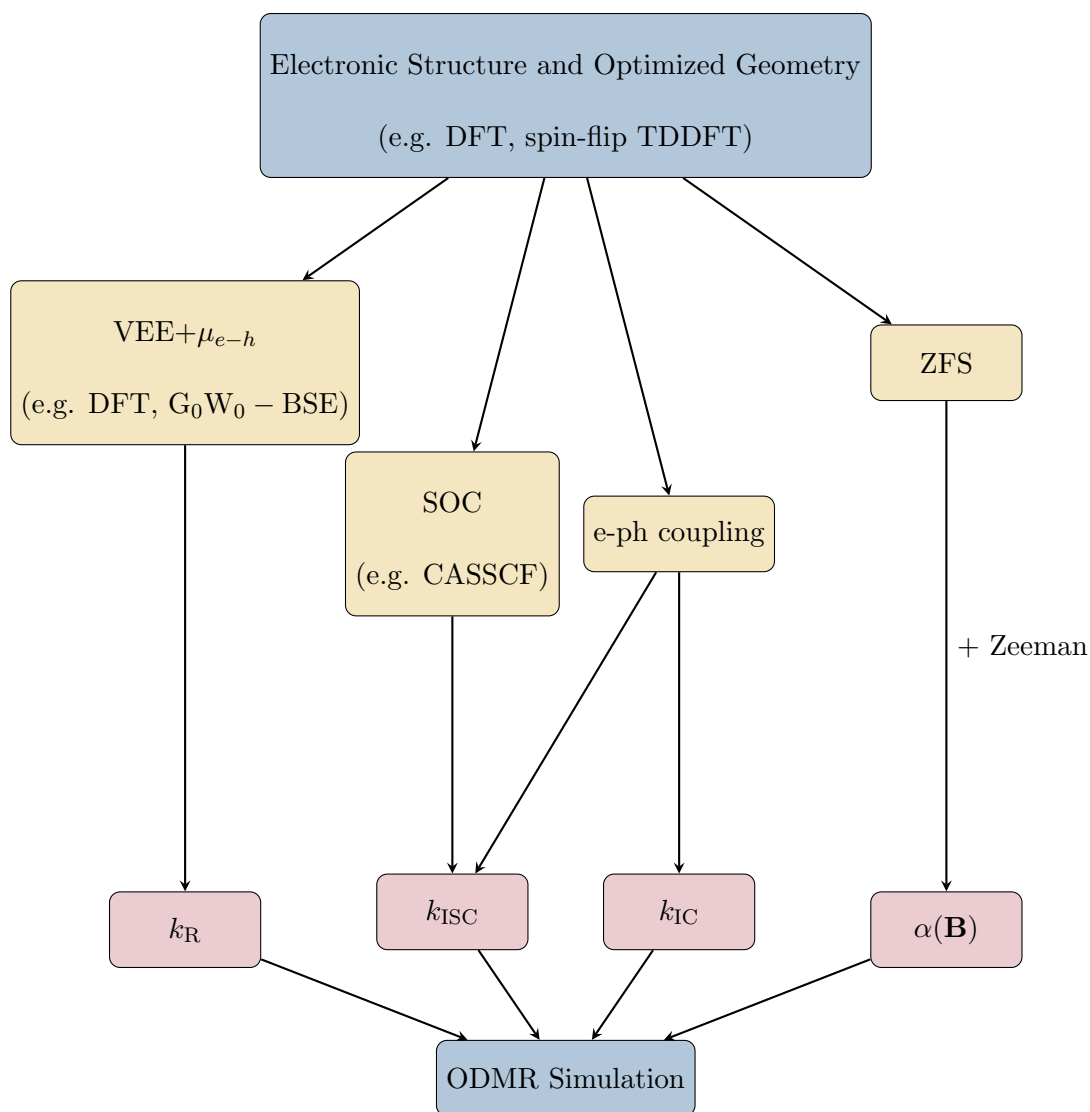 Electronic Structure and Optimized Geometry
(e.g. DFT, spin-flip TDDFT)
VEE+μ_{e−h}
(e.g. DFT, G₀W₀ − BSE)
ZFS
SOC
(e.g. CASSCF)
e-ph coupling
+ Zeeman
k_R
k_ISC
k_IC
α(B)
ODMR Simulation